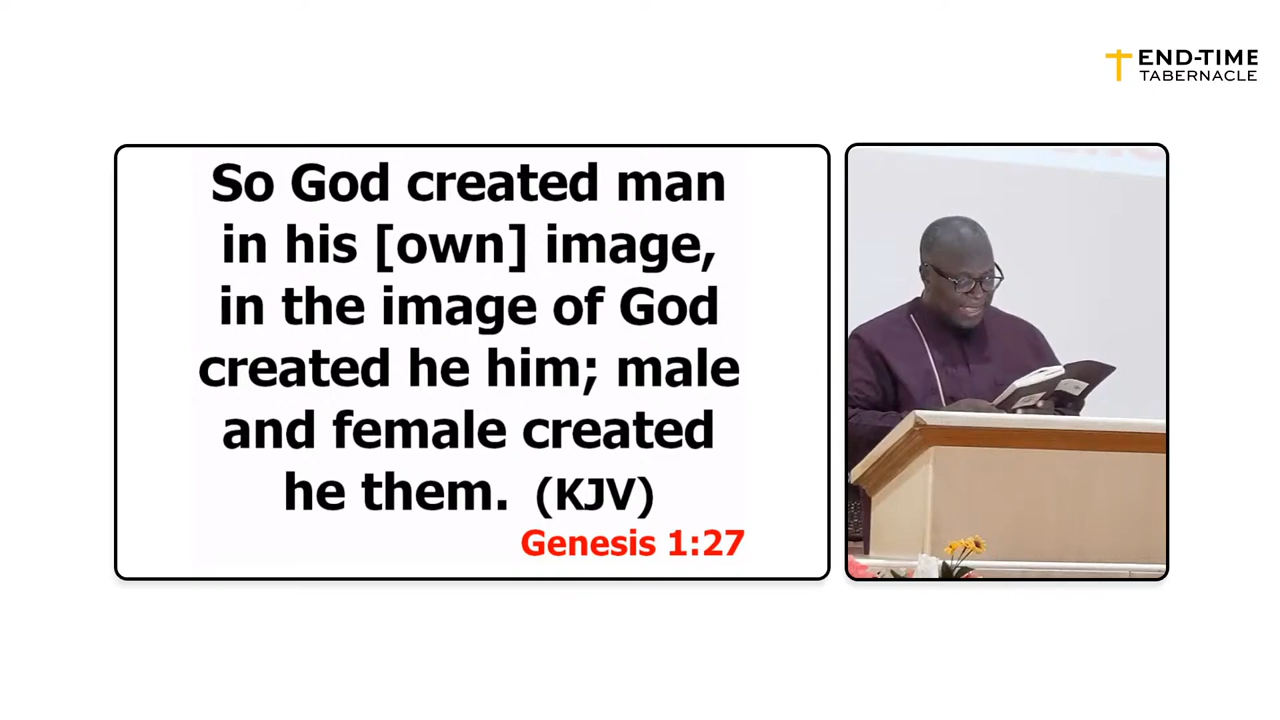 END-TIME
TABERNACLE
So God created man
in his [own] image,
in the image of God
created he him; male
and female created
he them. (KJV)
Genesis 1:27